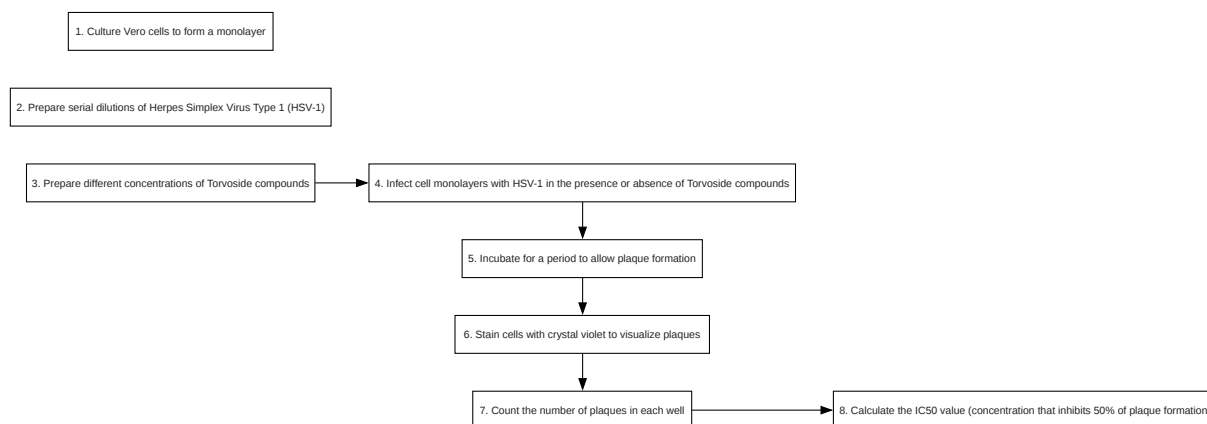 1. Culture Vero cells to form a monolayer
2. Prepare serial dilutions of Herpes Simplex Virus Type 1 (HSV-1)
3. Prepare different concentrations of Torvoside compounds
4. Infect cell monolayers with HSV-1 in the presence or absence of Torvoside compounds
5. Incubate for a period to allow plaque formation
6. Stain cells with crystal violet to visualize plaques
7. Count the number of plaques in each well
8. Calculate the IC50 value (concentration that inhibits 50% of plaque formation